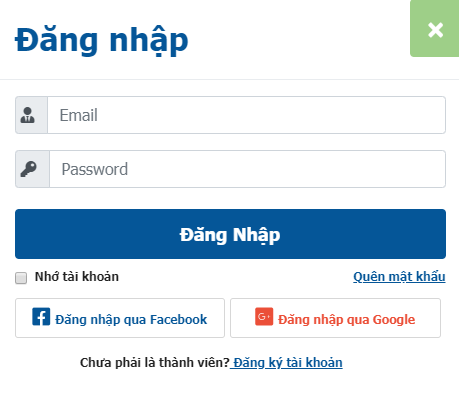 Đăng nhập
×
Email
Password
Đăng Nhập
Nhớ tài khoản Quên mật khẩu
Đăng nhập qua Facebook G+ Đăng nhập qua Google
Chưa phải là thành viên? Đăng ký tài khoản